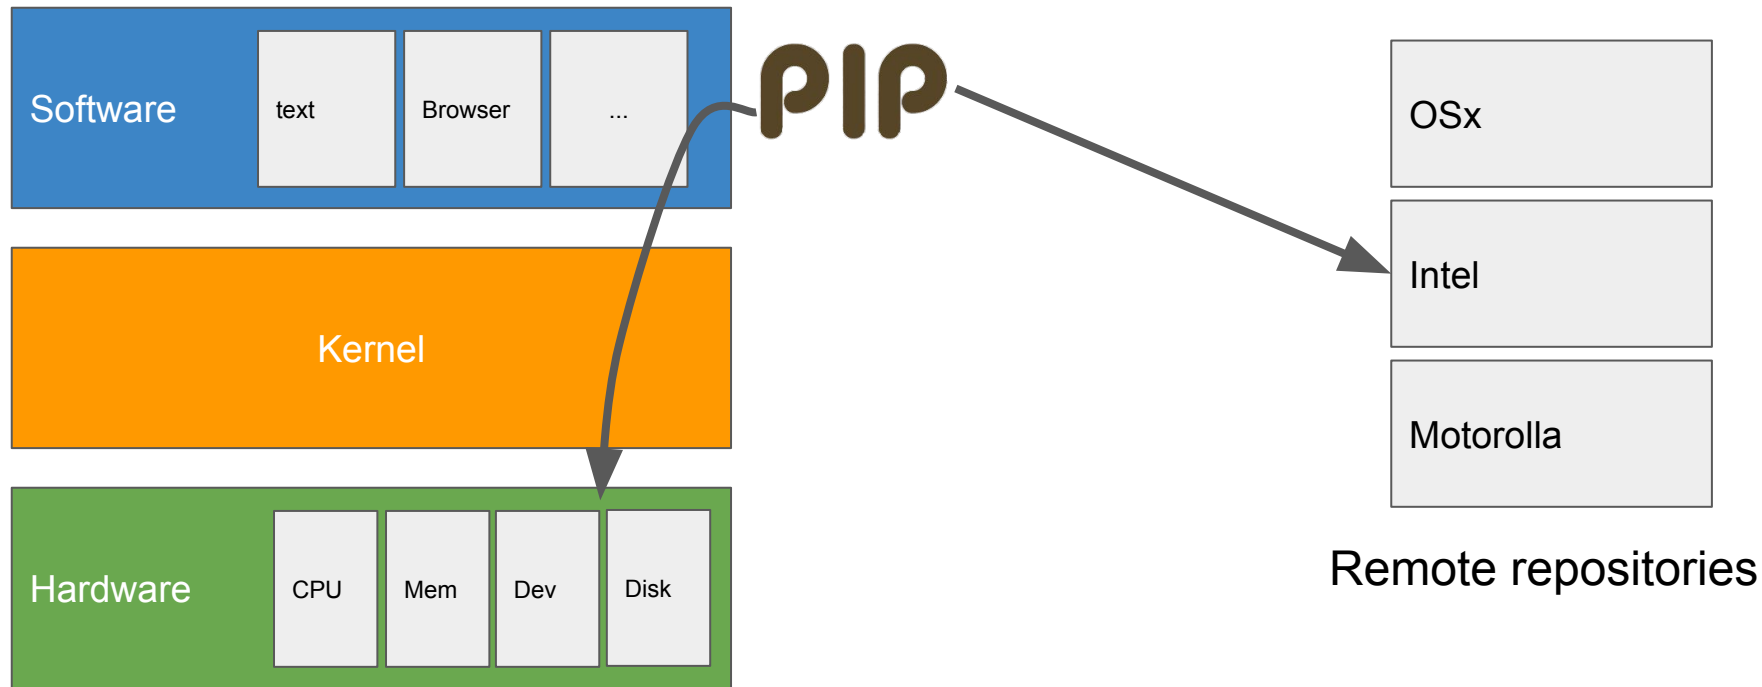 Software
text
Browser
...
PIP
OSx
Intel
Motorolla
Kernel
Hardware
CPU
Mem
Dev
Disk
Remote repositories